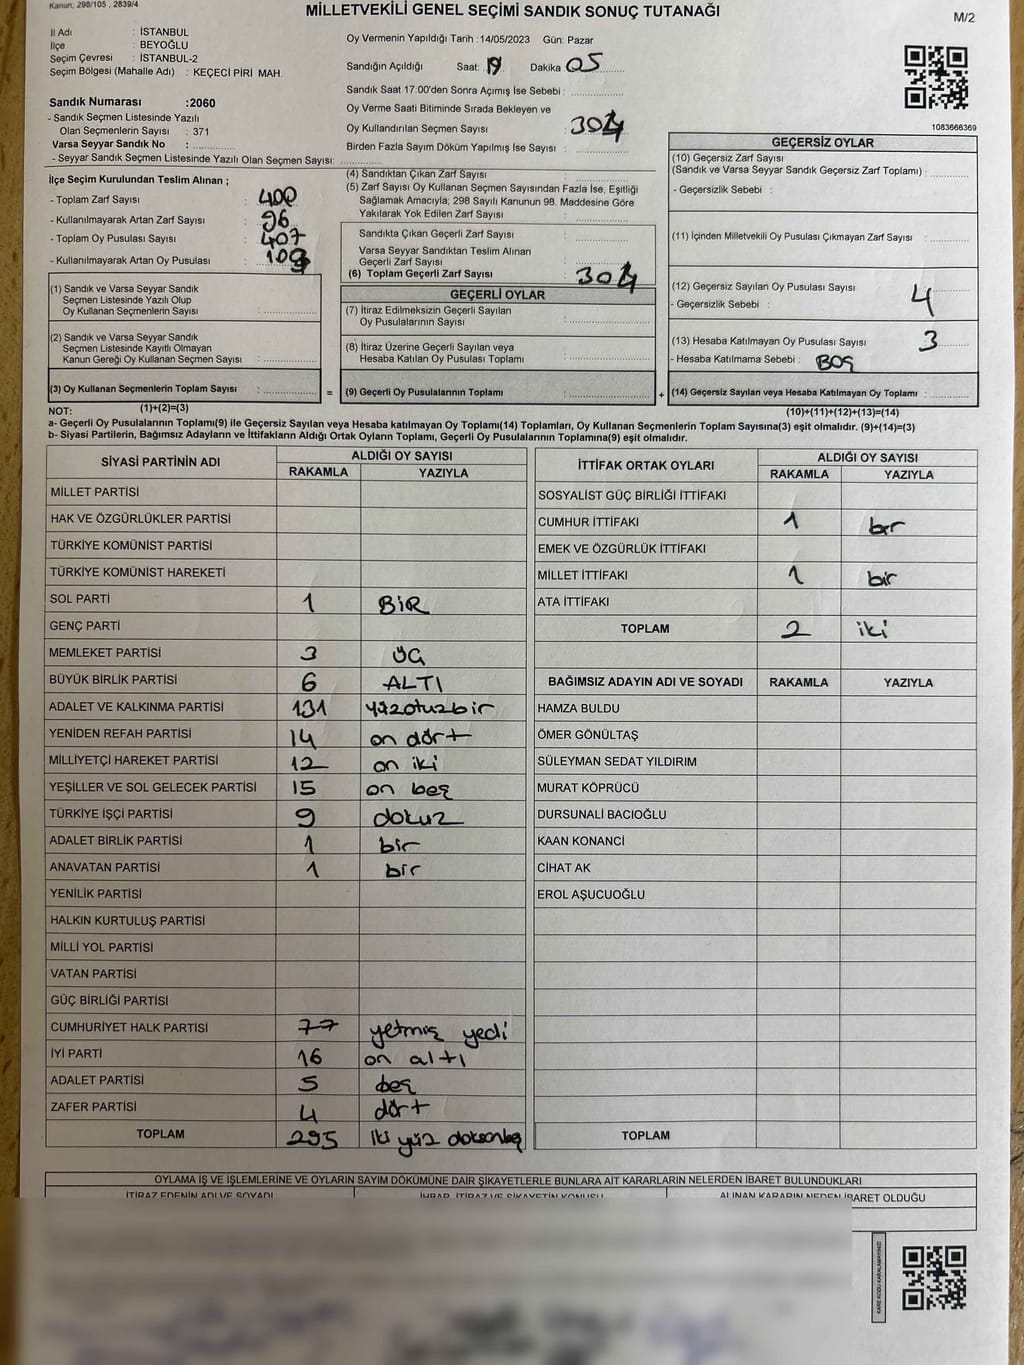 Kanun; 298/105 . 2839/4
MİLLETVEKİLİ GENEL SEÇİMİ SANDIK SONUÇ TUTANAĞI
M/2
İl Adı : İSTANBUL
İlçe : BEYOĞLU
Seçim Çevresi : İSTANBUL-2
Seçim Bölgesi (Mahalle Adı) : KEÇECİ PİRİ MAH.
Sandık Numarası :2060
- Sandık Seçmen Listesinde Yazılı
Olan Seçmenlerin Sayısı : 371
Varsa Seyyar Sandık No :
- Seyyar Sandık Seçmen Listesinde Yazılı Olan Seçmen Sayısı:
Oy Vermenin Yapıldığı Tarih :14/05/2023 Gün: Pazar
Sandığın Açıldığı Saat: 19 Dakika 05
Sandık Saat 17:00'den Sonra Açımış İse Sebebi :
Oy Verme Saati Bitiminde Sırada Bekleyen ve
Oy Kullandırılan Seçmen Sayısı : 304
Birden Fazla Sayım Döküm Yapılmış İse Sayısı :
1083666369
İlçe Seçim Kurulundan Teslim Alınan ;
- Toplam Zarf Sayısı : 400
- Kullanılmayarak Artan Zarf Sayısı : 96
- Toplam Oy Pusulası Sayısı : 407
- Kullanılmayarak Artan Oy Pusulası :
(1) Sandık ve Varsa Seyyar Sandık
Seçmen Listesinde Yazılı Olup
Oy Kullanan Seçmenlerin Sayısı :
(2) Sandık ve Varsa Seyyar Sandık
Seçmen Listesinde Kayıtlı Olmayan
Kanun Gereği Oy Kullanan Seçmen Sayısı :
(3) Oy Kullanan Seçmenlerin Toplam Sayısı : =
(1)+(2)=(3)
(4) Sandıktan Çıkan Zarf Sayısı :
(5) Zarf Sayısı Oy Kullanan Seçmen Sayısından Fazla İse, Eşitliği
Sağlamak Amacıyla; 298 Sayılı Kanunun 98. Maddesine Göre
Yakılarak Yok Edilen Zarf Sayısı :
Sandıkta Çıkan Geçerli Zarf Sayısı :
Varsa Seyyar Sandıktan Teslim Alınan
Geçerli Zarf Sayısı :
(6) Toplam Geçerli Zarf Sayısı : 304
GEÇERLİ OYLAR
(7) İtiraz Edilmeksizin Geçerli Sayılan
Oy Pusulalarının Sayısı :
(8) İtiraz Üzerine Geçerli Sayılan veya
Hesaba Katılan Oy Pusulası Toplamı :
(9) Geçerli Oy Pusulalarının Toplamı : +
GEÇERSİZ OYLAR
(10) Geçersiz Zarf Sayısı
(Sandık ve Varsa Seyyar Sandık Geçersiz Zarf Toplamı) :
- Geçersizlik Sebebi :
(11) İçinden Milletvekili Oy Pusulası Çıkmayan Zarf Sayısı :
(12) Geçersiz Sayılan Oy Pusulası Sayısı : 4
- Geçersizlik Sebebi :
(13) Hesaba Katılmayan Oy Pusulası Sayısı : 3
- Hesaba Katılmama Sebebi : BOŞ
(14) Geçersiz Sayılan veya Hesaba Katılmayan Oy Toplamı :
(10)+(11)+(12)+(13)=(14)
NOT:
a- Geçerli Oy Pusulalarının Toplamı(9) ile Geçersiz Sayılan veya Hesaba katılmayan Oy Toplamı(14) Toplamları, Oy Kullanan Seçmenlerin Toplam Sayısına(3) eşit olmalıdır. (9)+(14)=(3)
b- Siyasi Partilerin, Bağımsız Adayların ve İttifakların Aldığı Ortak Oyların Toplamı, Geçerli Oy Pusulalarının Toplamına(9) eşit olmalıdır.
SİYASİ PARTİNİN ADI ALDIĞI OY SAYISI
RAKAMLA YAZIYLA
MİLLET PARTİSİ
HAK VE ÖZGÜRLÜKLER PARTİSİ
TÜRKİYE KOMÜNİST PARTİSİ
TÜRKİYE KOMÜNİST HAREKETİ
SOL PARTİ 1 BİR
GENÇ PARTİ
MEMLEKET PARTİSİ 3 ÜÇ
BÜYÜK BİRLİK PARTİSİ 6 ALTI
ADALET VE KALKINMA PARTİSİ 131 yüzotuzbir
YENİDEN REFAH PARTİSİ 14 on dört
MİLLİYETÇİ HAREKET PARTİSİ 12 on iki
YEŞİLLER VE SOL GELECEK PARTİSİ 15 on beş
TÜRKİYE İŞÇİ PARTİSİ 9 dokuz
ADALET BİRLİK PARTİSİ 1 bir
ANAVATAN PARTİSİ 1 bir
YENİLİK PARTİSİ
HALKIN KURTULUŞ PARTİSİ
MİLLİ YOL PARTİSİ
VATAN PARTİSİ
GÜÇ BİRLİĞİ PARTİSİ
CUMHURİYET HALK PARTİSİ 77 yetmiş yedi
İYİ PARTİ 16 on altı
ADALET PARTİSİ 5 beş
ZAFER PARTİSİ 4 dört
TOPLAM 295 iki yüz doksanbeş
İTTİFAK ORTAK OYLARI ALDIĞI OY SAYISI
RAKAMLA YAZIYLA
SOSYALİST GÜÇ BİRLİĞİ İTTİFAKI
CUMHUR İTTİFAKI 1 bır
EMEK VE ÖZGÜRLÜK İTTİFAKI
MİLLET İTTİFAKI 1 bir
ATA İTTİFAKI
TOPLAM 2 iki
BAĞIMSIZ ADAYIN ADI VE SOYADI RAKAMLA YAZIYLA
HAMZA BULDU
ÖMER GÖNÜLTAŞ
SÜLEYMAN SEDAT YILDIRIM
MURAT KÖPRÜCÜ
DURSUNALİ BACIOĞLU
KAAN KONANCİ
CİHAT AK
EROL AŞUCUOĞLU
TOPLAM
OYLAMA İŞ VE İŞLEMLERİNE VE OYLARIN SAYIM DÖKÜMÜNE DAİR ŞİKAYETLERLE BUNLARA AİT KARARLARIN NELERDEN İBARET BULUNDUKLARI
İTİRAZ EDENİN ADI VE SOYADI İHBAR, İTİRAZ VE ŞİKAYETİN KONUSU ALINAN KARARIN NEDEN İBARET OLDUĞU
KARE KODU KARALAMAYINIZ!